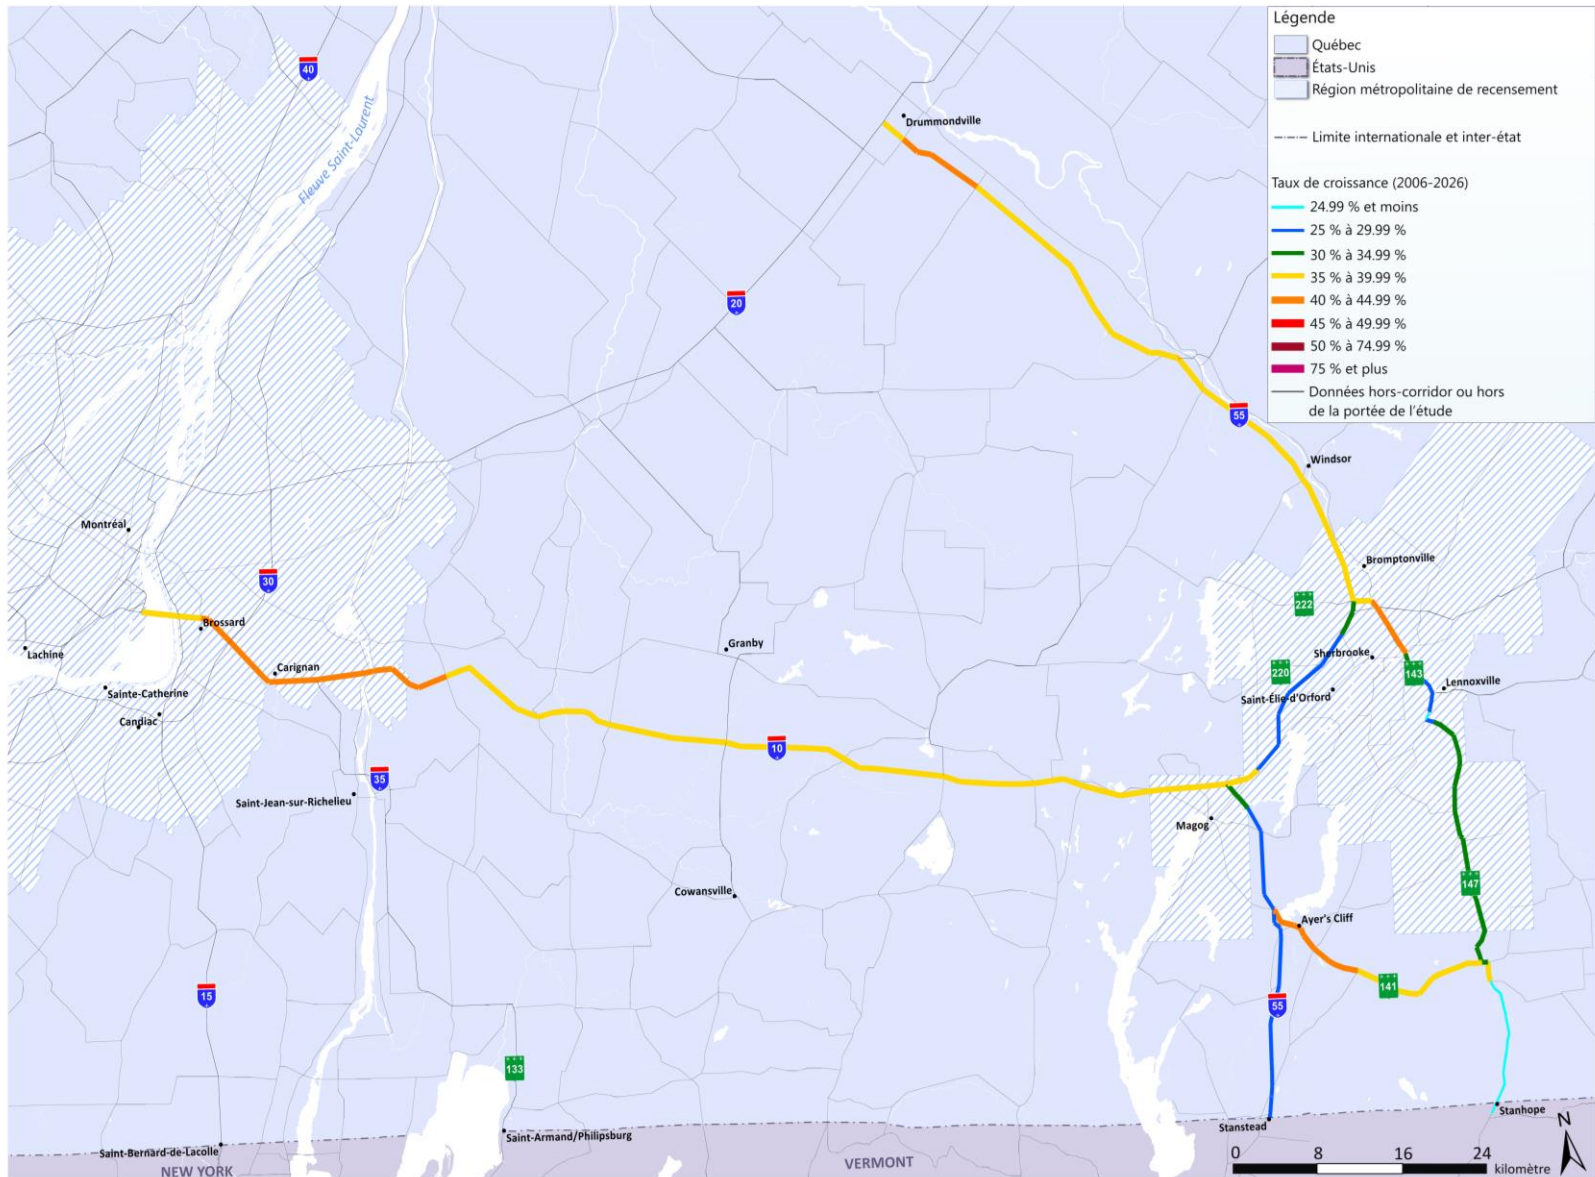 Légende
Québec
États-Unis
Région métropolitaine de recensement
Limite internationale et inter-état
Taux de croissance (2006-2026)
24.99 % et moins
25 % à 29.99 %
30 % à 34.99 %
35 % à 39.99 %
40 % à 44.99 %
45 % à 49.99 %
50 % à 74.99 %
75 % et plus
Données hors-corridor ou hors
de la portée de l'étude
40
Drummondville
Fleuve Saint-Laurent
20
55
Windsor
Montréal
Bromptonville
30
222
Brossard
Granby
Lachine
Sherbrooke
Carignan
220
143
Sainte-Catherine
Saint-Élie-d'Orford
Lennoxville
Candiac
10
35
Saint-Jean-sur-Richelieu
Magog
Cowansville
147
Ayer's Cliff
141
15
55
133
Stanhope
Stanstead
Saint-Armand/Philipsburg
Saint-Bernard-de-Lacolle
NEW YORK
VERMONT
N
0 8 16 24
kilomètre